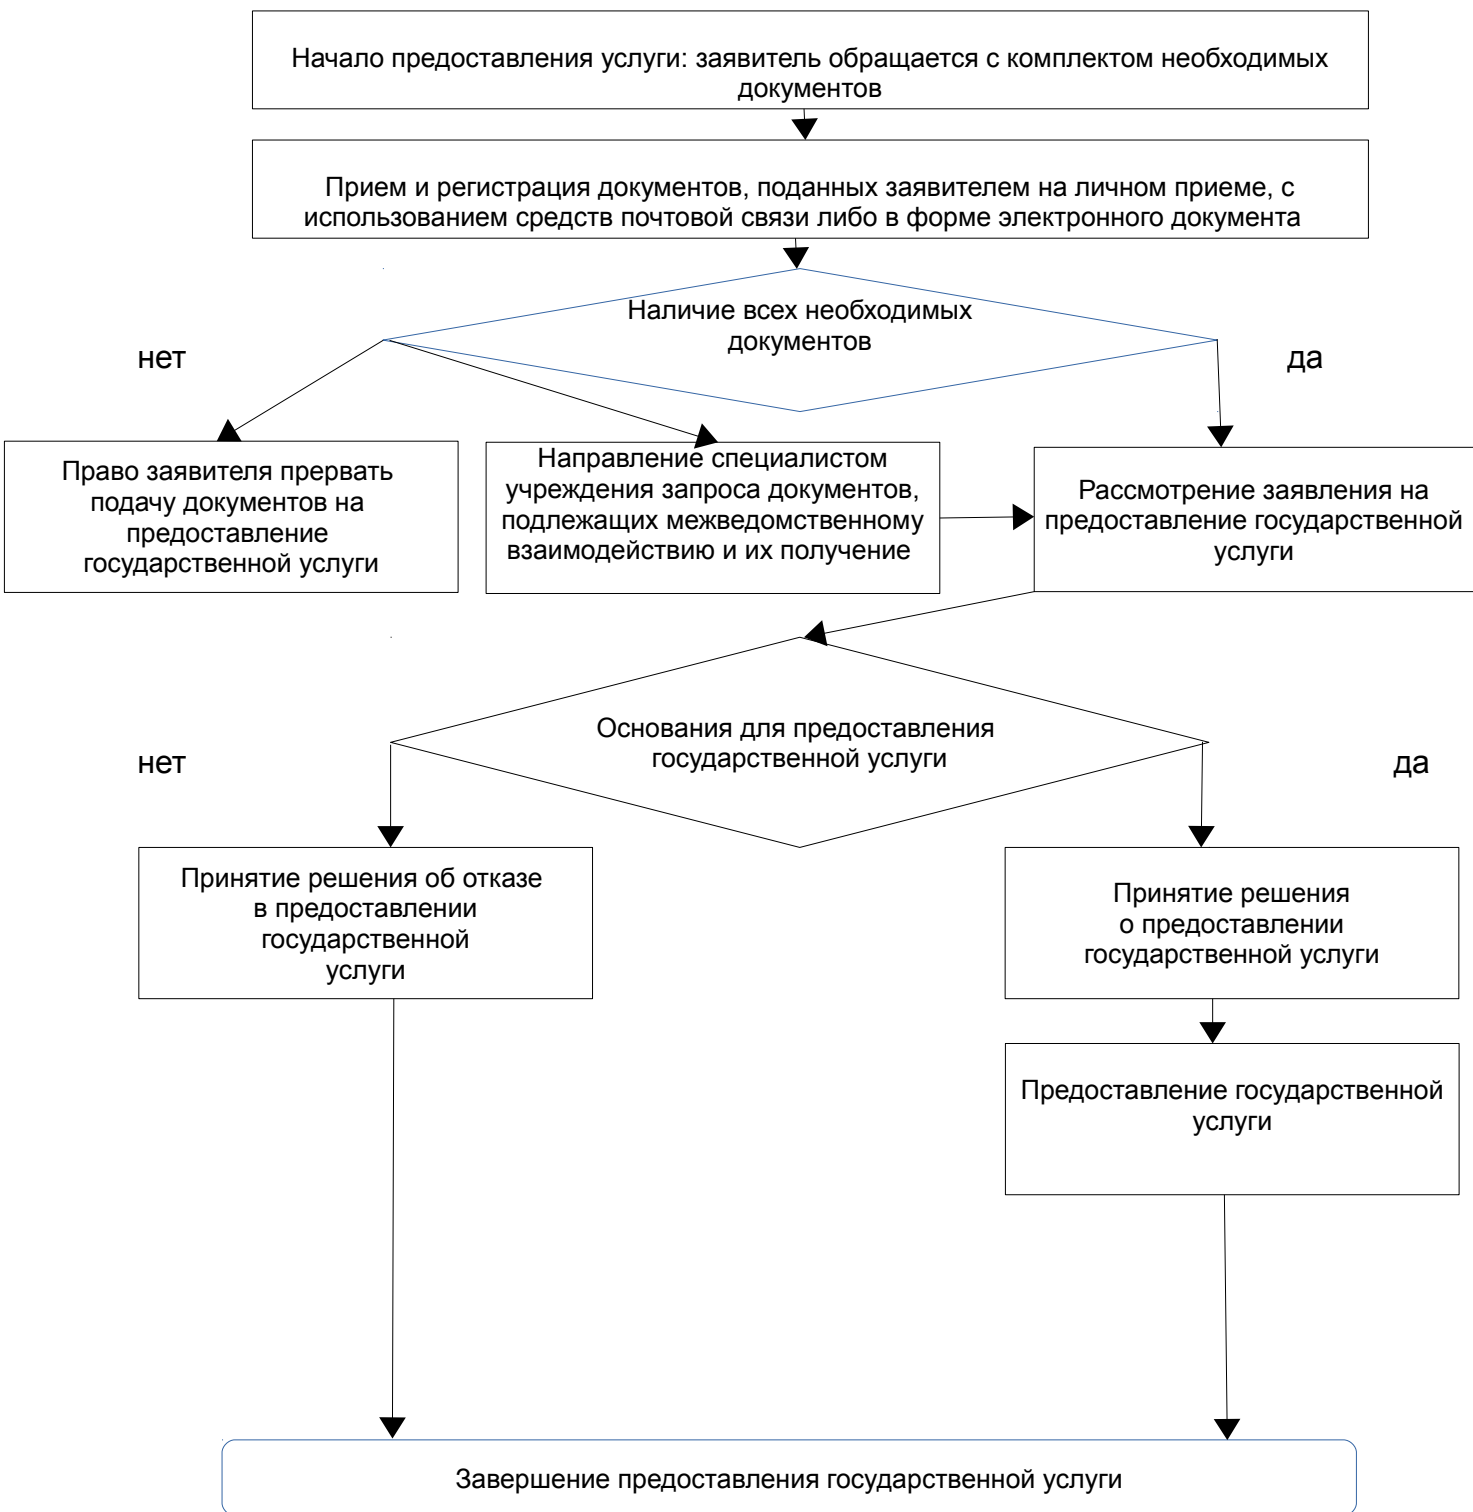 Начало предоставления услуги: заявитель обращается с комплектом необходимых
документов
Прием и регистрация документов, поданных заявителем на личном приеме, с
использованием средств почтовой связи либо в форме электронного документа
Наличие всех необходимых
документов
нет
да
Право заявителя прервать
подачу документов на
предоставление
государственной услуги
Направление специалистом
учреждения запроса документов,
подлежащих межведомственному
взаимодействию и их получение
Рассмотрение заявления на
предоставление государственной
услуги
Основания для предоставления
государственной услуги
нет
да
Принятие решения об отказе
в предоставлении
государственной
услуги
Принятие решения
о предоставлении
государственной услуги
Предоставление государственной
услуги
Завершение предоставления государственной услуги